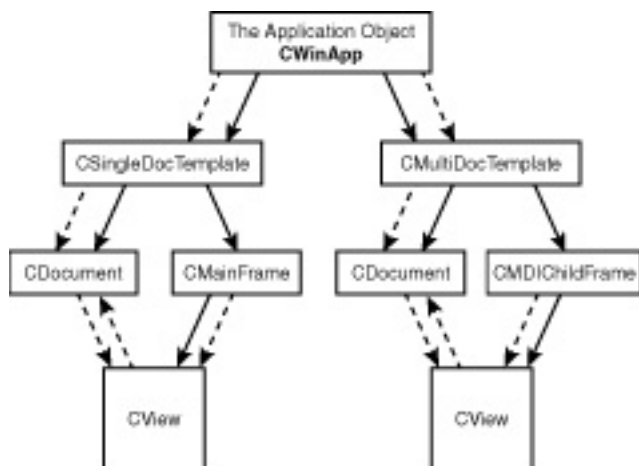 The Application Object
CWinApp
CSingleDocTemplate
CMultiDocTemplate
CDocument
CMainFrame
CDocument
CMDIChildFrame
CView
CView